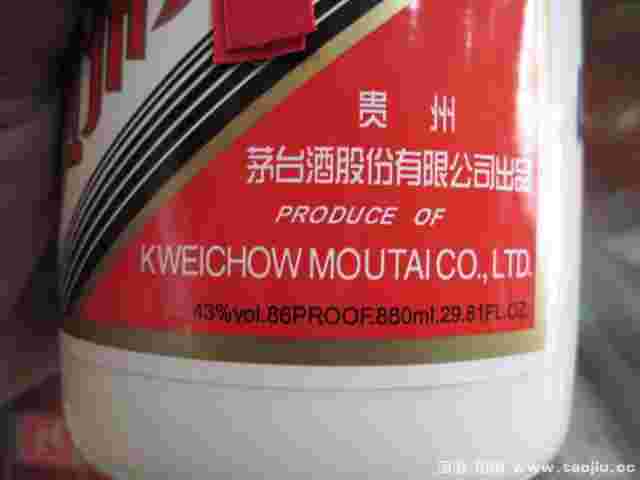 贵 州
茅台酒股份有限公司出品
PRODUCE OF
KWEICHOW MOUTAI CO., LTD.
43%vol.86PROOF.880ml.29.81FL.OZ.
www.caojiu.cc